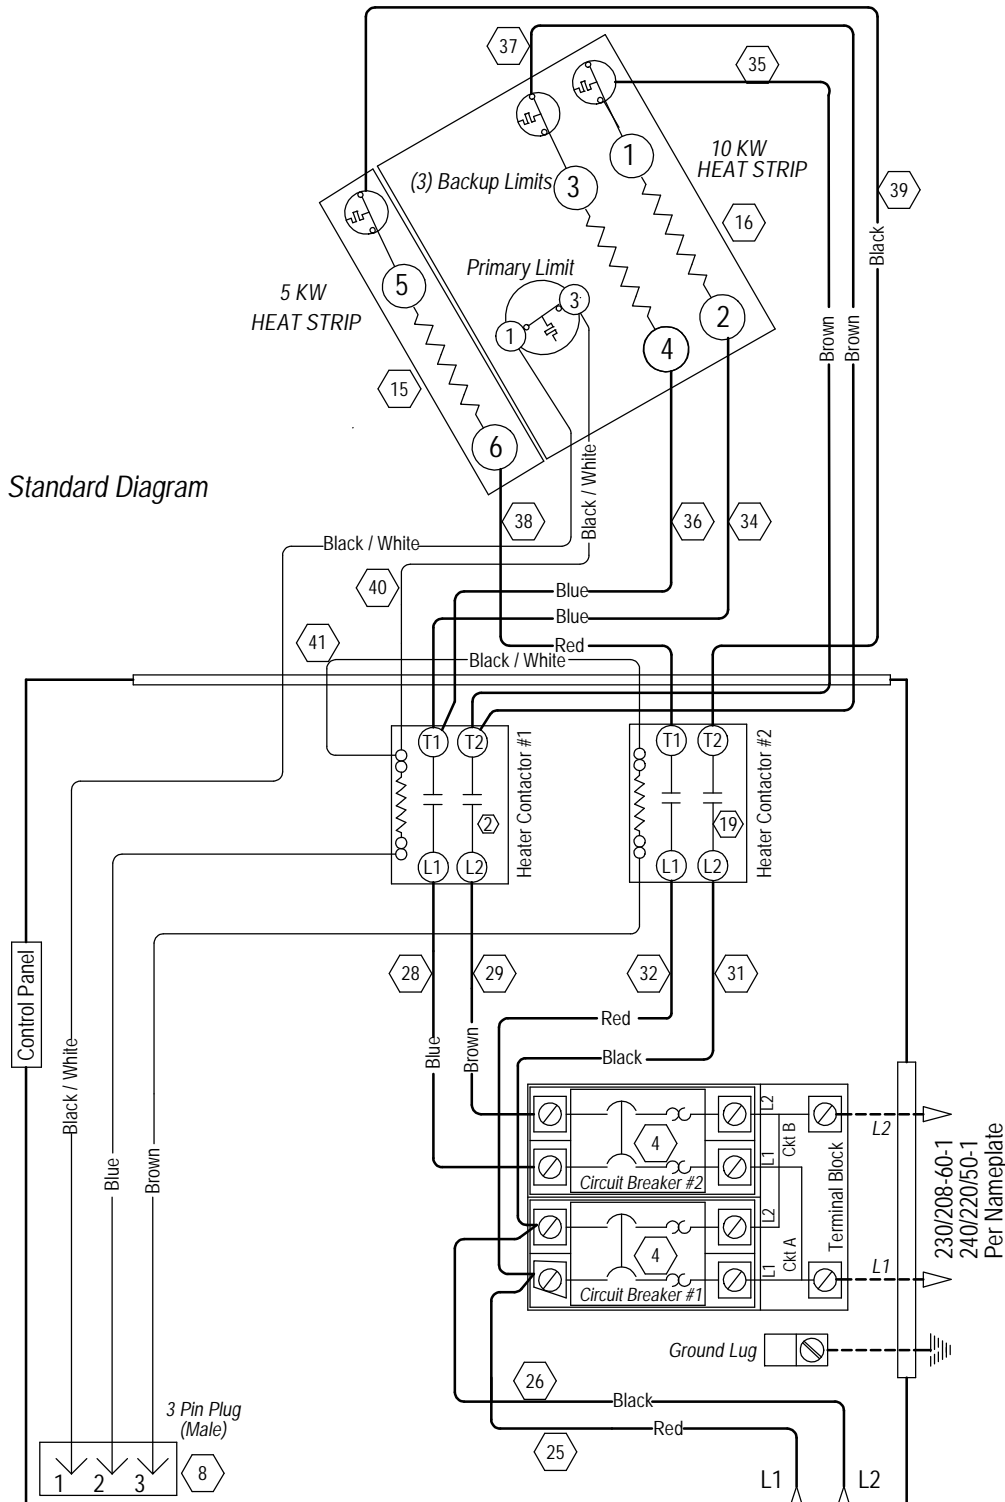 37
35
10 KW
HEAT STRIP
(3) Backup Limits
1
3
39
16
Black
Primary Limit
5 KW
HEAT STRIP
5
3
1
2
4
Brown
Brown
15
6
Black / White
Standard Diagram
38
36
34
Black / White
40
Blue
Blue
41
Red
Black / White
T1
T2
Heater Contactor #1
T1
T2
Heater Contactor #2
2
19
L1
L2
L1
L2
Control Panel
28
29
32
31
Red
Black
Blue
Brown
Black / White
Blue
Brown
4
Circuit Breaker #2
L2
L1
Ckt B
L2
4
Circuit Breaker #1
L2
L1
Ckt A
Terminal Block
L1
230/208-60-1
240/220/50-1
Per Nameplate
Ground Lug
26
Black
Red
25
3 Pin Plug
(Male)
1
2
3
8
L1
L2